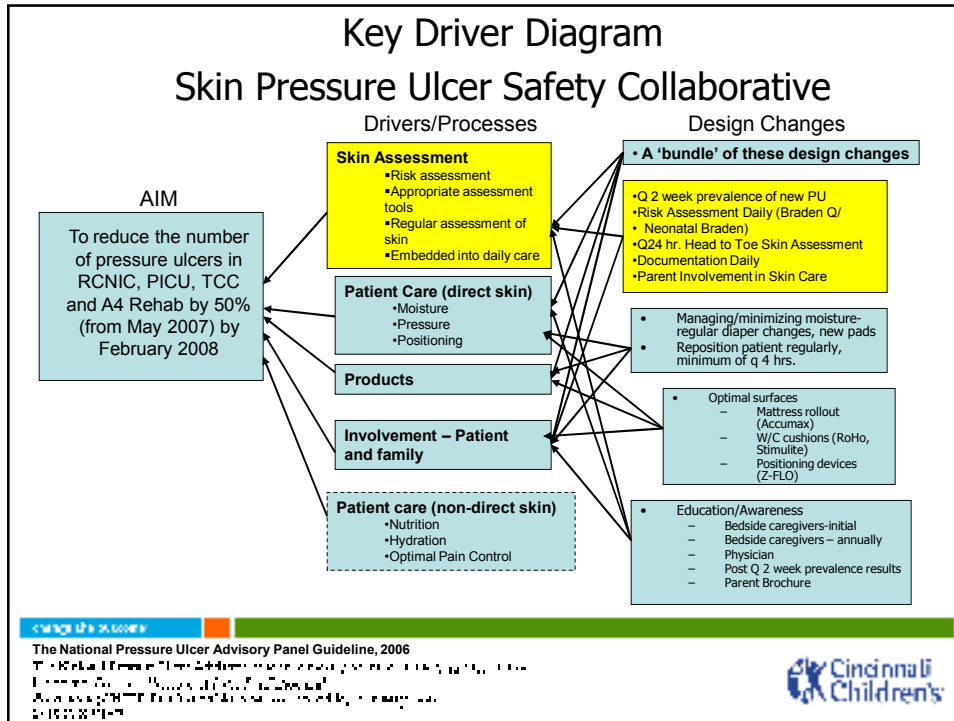 Key Driver Diagram
Skin Pressure Ulcer Safety Collaborative
Drivers/Processes
Design Changes
AIM
To reduce the number
of pressure ulcers in
RCNIC, PICU, TCC
and A4 Rehab by 50%
(from May 2007) by
February 2008
Skin Assessment
▪Risk assessment
▪Appropriate assessment
tools
▪Regular assessment of
skin
▪Embedded into daily care
Patient Care (direct skin)
•Moisture
•Pressure
•Positioning
Products
Involvement – Patient
and family
Patient care (non-direct skin)
•Nutrition
•Hydration
•Optimal Pain Control
• A ‘bundle’ of these design changes
•Q 2 week prevalence of new PU
•Risk Assessment Daily (Braden Q/
• Neonatal Braden)
•Q24 hr. Head to Toe Skin Assessment
•Documentation Daily
•Parent Involvement in Skin Care
• Managing/minimizing moisture-
regular diaper changes, new pads
• Reposition patient regularly,
minimum of q 4 hrs.
• Optimal surfaces
– Mattress rollout
(Accumax)
– W/C cushions (RoHo,
Stimulite)
– Positioning devices
(Z-FLO)
• Education/Awareness
– Bedside caregivers-initial
– Bedside caregivers – annually
– Physician
– Post Q 2 week prevalence results
– Parent Brochure
change the outcome
The National Pressure Ulcer Advisory Panel Guideline, 2006
Cincinnati
Children's